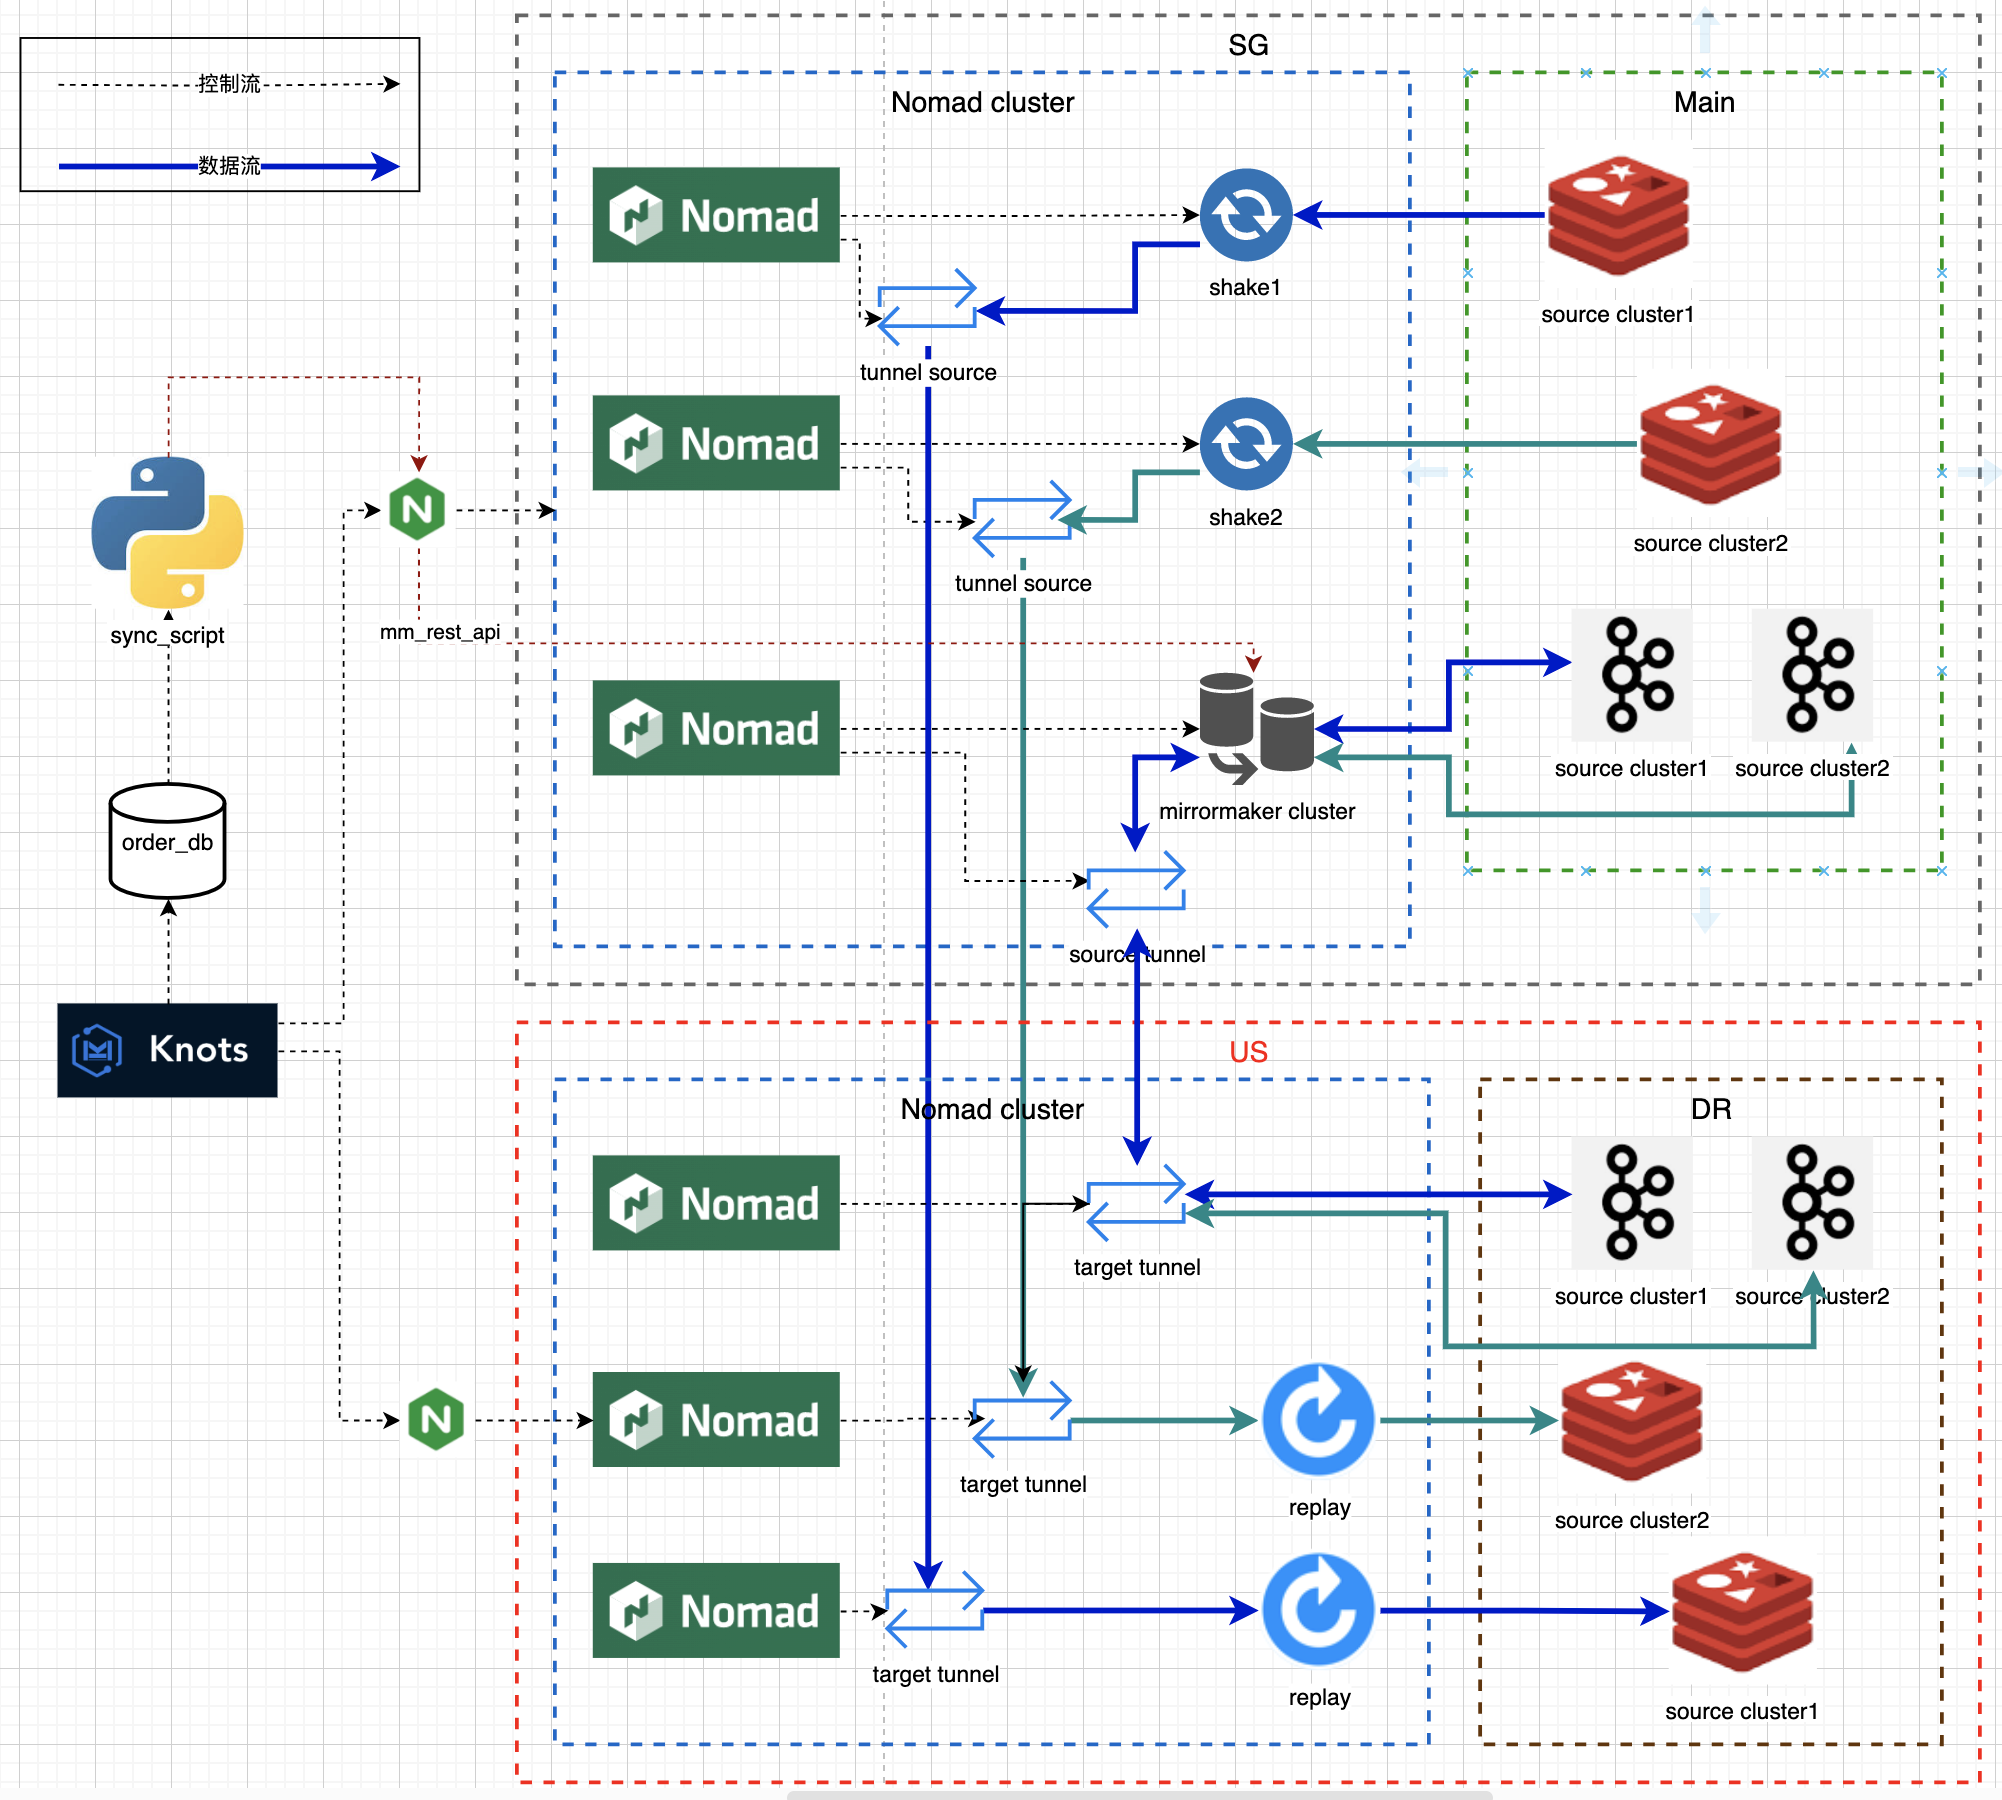 SG
控制流
Nomad cluster
Main
数据流
Nomad
shake1
source cluster1
tunnel source
Nomad
shake2
source cluster2
tunnel source
sync_script
mm_rest_api
Nomad
source cluster1
source cluster2
mirrormaker cluster
order_db
source tunnel
Knots
US
Nomad cluster
DR
Nomad
target tunnel
source cluster1
source cluster2
N
N
Nomad
target tunnel
replay
source cluster2
Nomad
target tunnel
replay
source cluster1